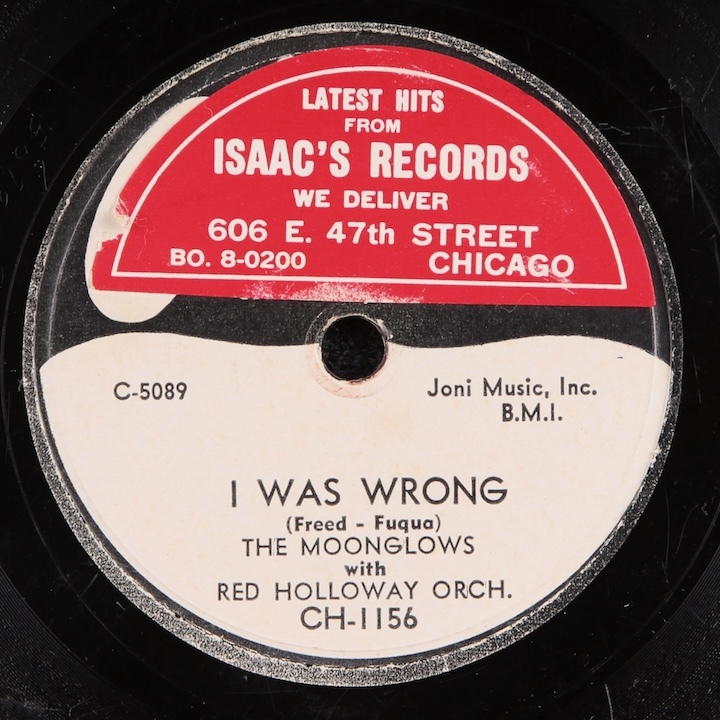 LATEST HITS
FROM
ISAAC'S RECORDS
WE DELIVER
606 E. 47th STREET
BO. 8-0200 CHICAGO
C-5089 Joni Music, Inc.
B.M.I.
I WAS WRONG
(Freed - Fuqua)
THE MOONGLOWS
with
RED HOLLOWAY ORCH.
CH-1156